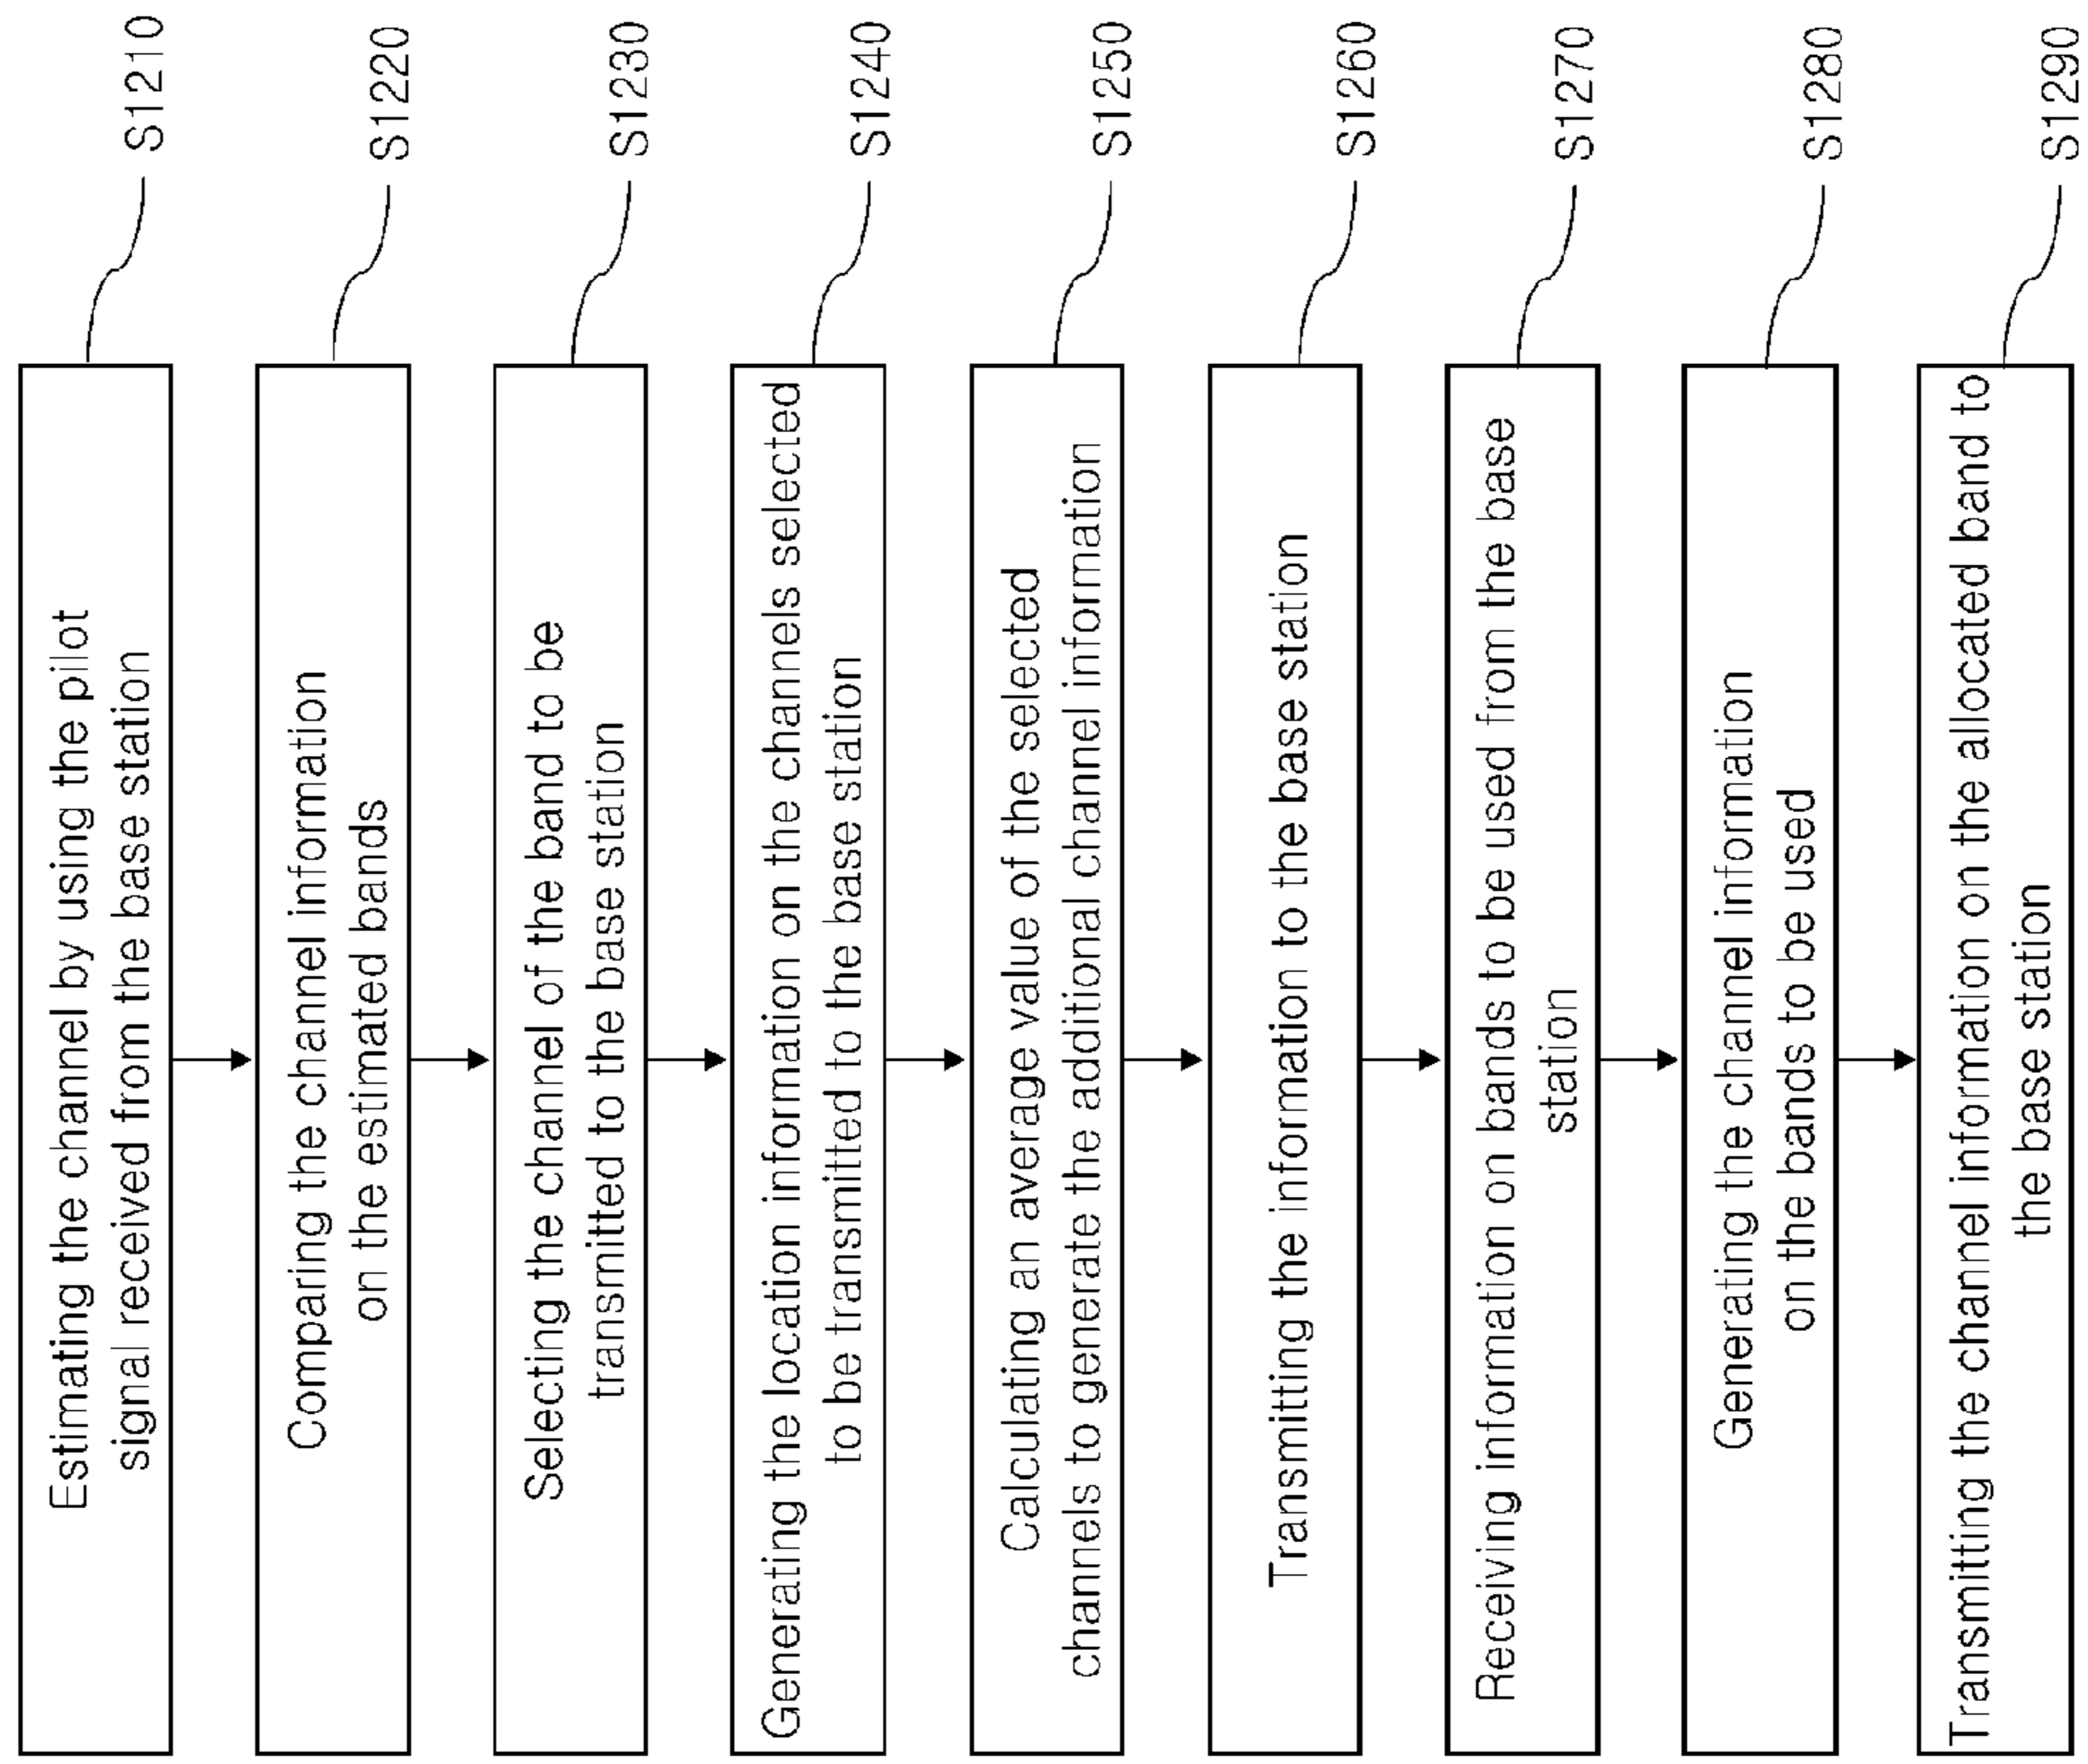 Estimating the channel by using the pilot
signal received from the base station
S1210
Comparing the channel information
on the estimated bands
S1220
Selecting the channel of the band to be
transmitted to the base station
S1230
Generating the location information on the channels selected
to be transmitted to the base station
S1240
Calculating an average value of the selected
channels to generate the additional channel information
S1250
Transmitting the information to the base station
S1260
Receiving information on bands to be used from the base
station
S1270
Generating the channel information
on the bands to be used
S1280
Transmitting the channel information on the allocated band to
the base station
S1290